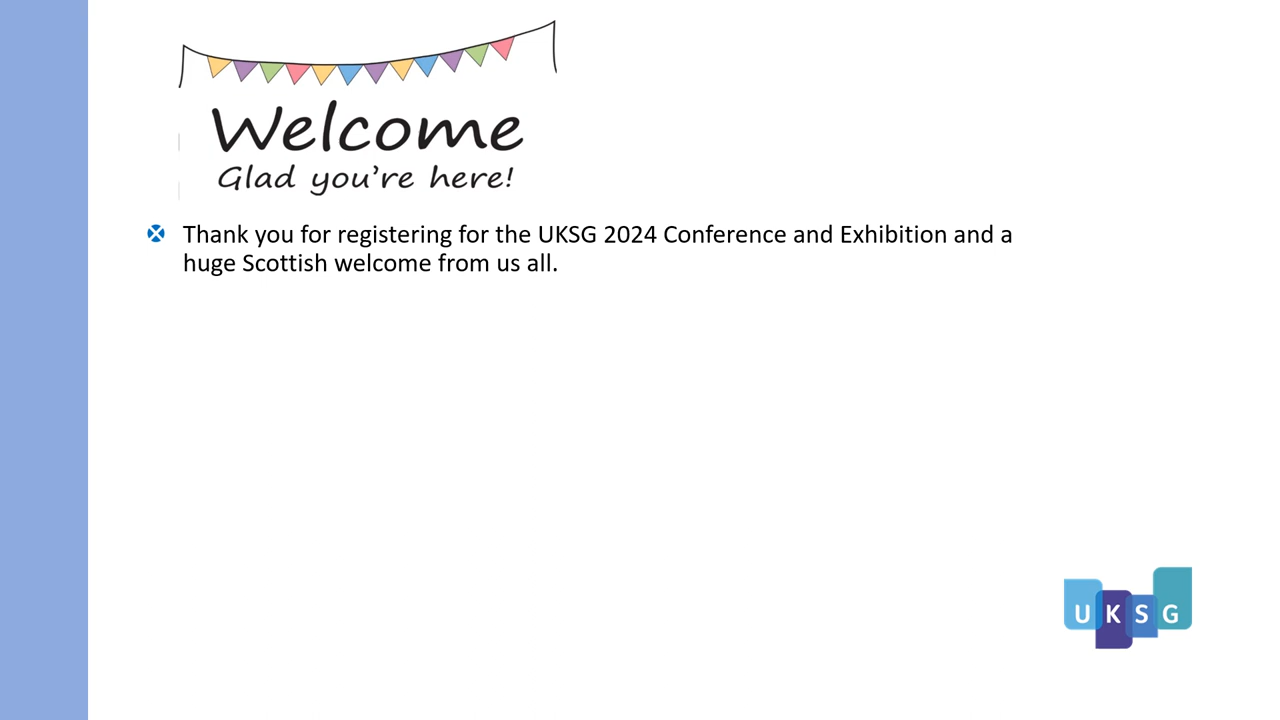 Welcome
Glad you're here!
Thank you for registering for the UKSG 2024 Conference and Exhibition and a
huge Scottish welcome from us all.
UKSG